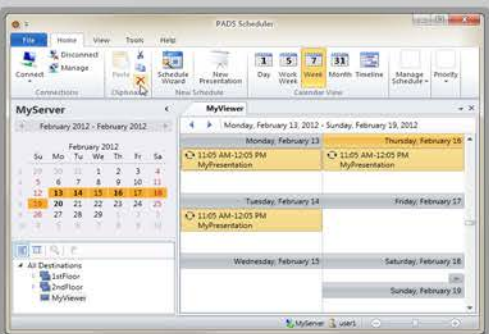 PADS Scheduler
File Home View Tools Help
Connect
Disconnect
Manage
Connections
Paste
Clipboard
Schedule Wizard
New Presentation
New Schedule
1 5 7 31
Day Work Week Week Month Timeline
Calendar View
Manage Schedule
Priority
MyServer
February 2012 - February 2012
February 2012
Su Mo Tu We Th Fr Sa
29 30 31 1 2 3 4
5 6 7 8 9 10 11
12 13 14 15 16 17 18
19 20 21 22 23 24 25
26 27 28 29
All Destinations
1stFloor
2ndFloor
MyViewer
MyViewer
Monday, February 13, 2012 - Sunday, February 19, 2012
Monday, February 13
11:05 AM-12:05 PM
MyPresentation
Thursday, February 16
11:05 AM-12:05 PM
MyPresentation
Tuesday, February 14
11:05 AM-12:05 PM
MyPresentation
Friday, February 17
Wednesday, February 15
Saturday, February 18
Sunday, February 19
MyServer user1